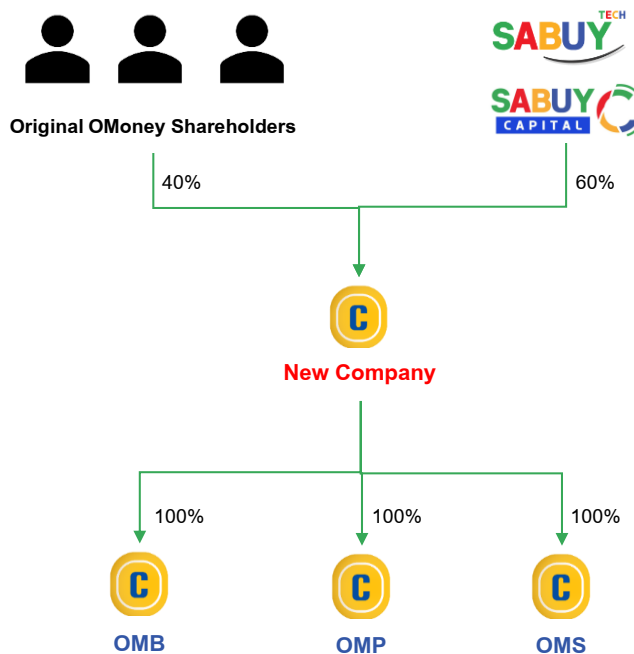 TECH
SABUY
SABUY
CAPITAL
Original OMoney Shareholders
40%
60%
C
New Company
100%
100%
100%
C
C
C
OMB
OMP
OMS